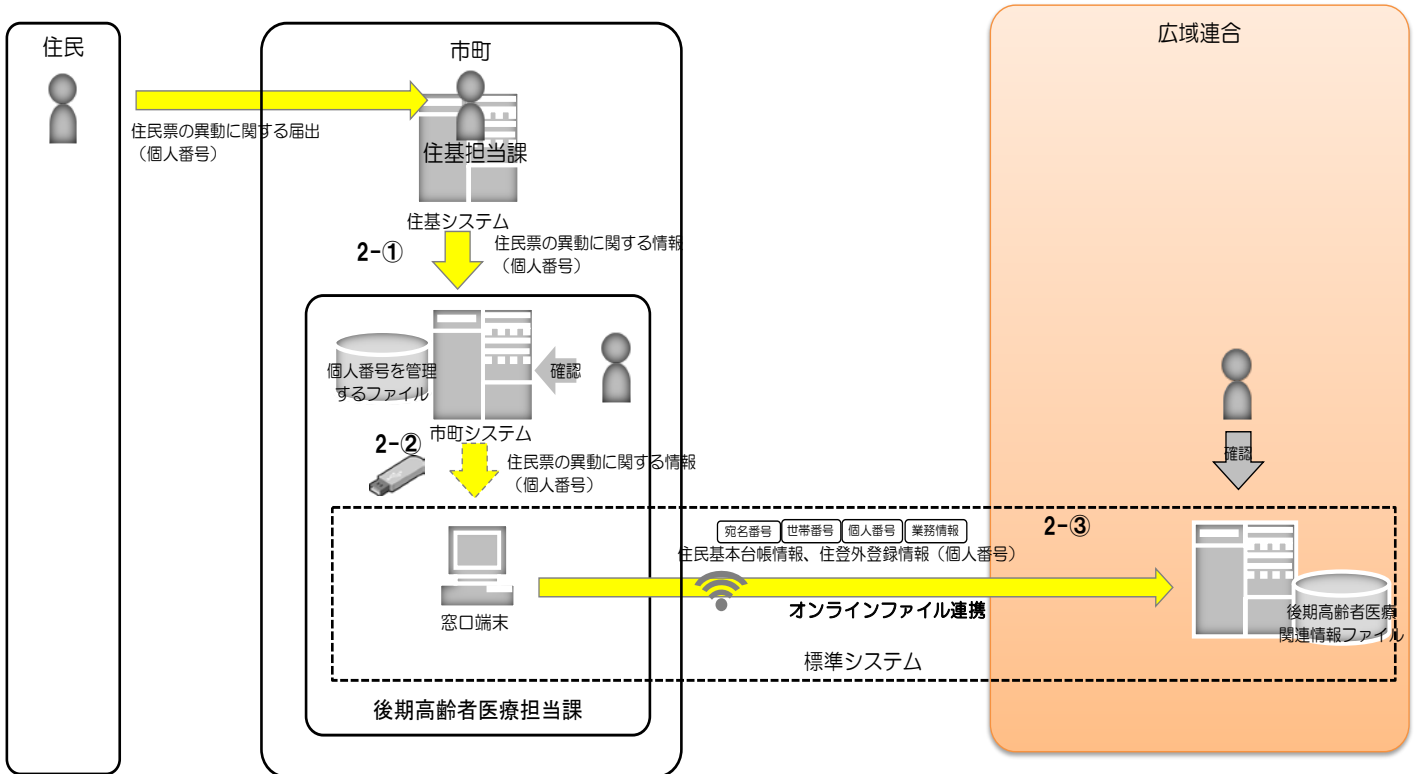 住民
市町
広域連合
住民票の異動に関する届出
（個人番号）
住基担当課
住基システム
2-①
住民票の異動に関する情報
（個人番号）
個人番号を管理
するファイル
確認
市町システム
2-②
住民票の異動に関する情報
（個人番号）
確認
宛名番号 世帯番号 個人番号 業務情報
2-③
住民基本台帳情報、住登外登録情報（個人番号）
オンラインファイル連携
窓口端末
後期高齢者医療
関連情報ファイル
標準システム
後期高齢者医療担当課